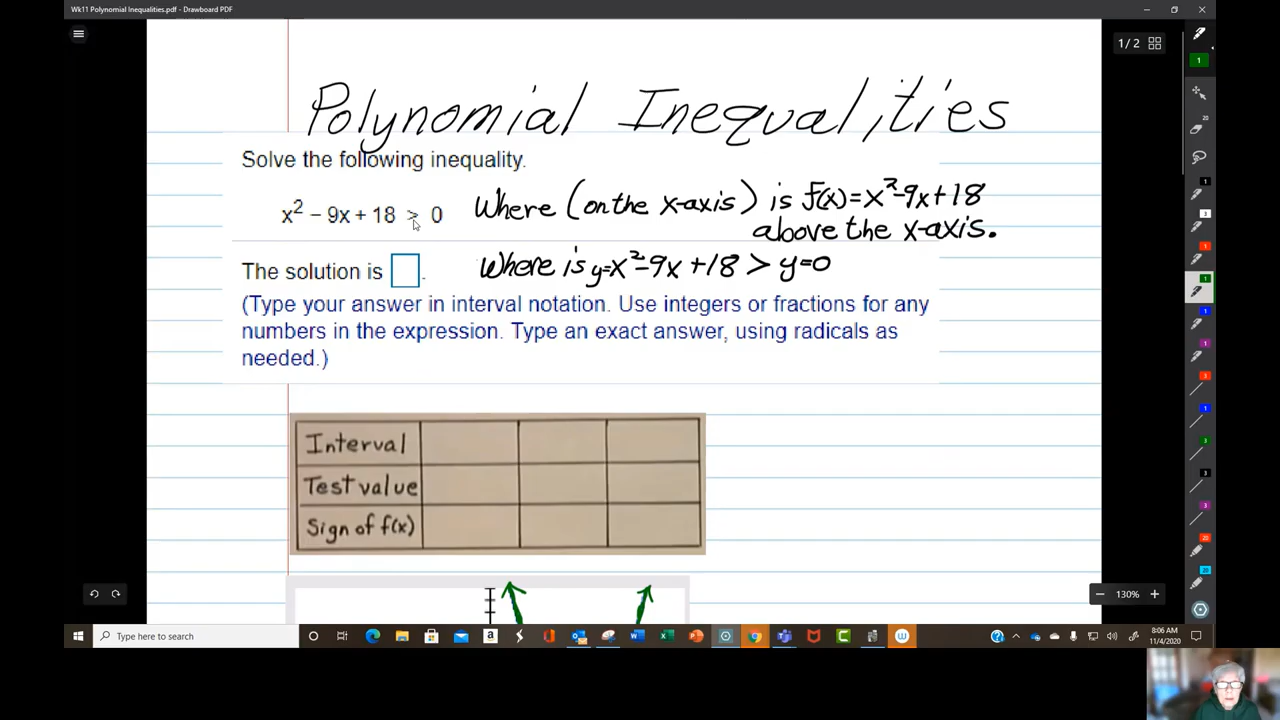 Wk11 Polynomial Inequalities.pdf - Drawboard PDF
1/2
Polynomial Inequalities
Solve the following inequality.
x² − 9x + 18 > 0
Where (on the x-axis) is f(x)=x²-9x+18
above the x-axis.
Where is y=x²-9x+18 > y=0
The solution is
.
(Type your answer in interval notation. Use integers or fractions for any
numbers in the expression. Type an exact answer, using radicals as
needed.)
Interval
Test value
Sign of f(x)
130%
Type here to search
8:06 AM
11/4/2020